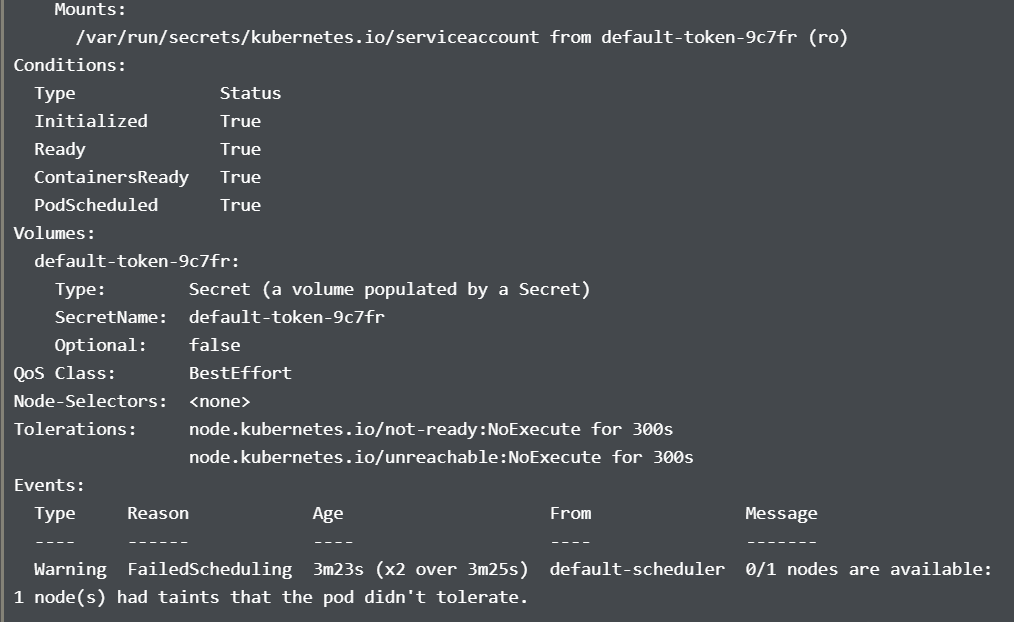 Mounts:
/var/run/secrets/kubernetes.io/serviceaccount from default-token-9c7fr (ro)
Conditions:
Type Status
Initialized True
Ready True
ContainersReady True
PodScheduled True
Volumes:
default-token-9c7fr:
Type: Secret (a volume populated by a Secret)
SecretName: default-token-9c7fr
Optional: false
QoS Class: BestEffort
Node-Selectors: <none>
Tolerations: node.kubernetes.io/not-ready:NoExecute for 300s
node.kubernetes.io/unreachable:NoExecute for 300s
Events:
Type Reason Age From Message
---- ------ ---- ---- -------
Warning FailedScheduling 3m23s (x2 over 3m25s) default-scheduler 0/1 nodes are available:
1 node(s) had taints that the pod didn't tolerate.